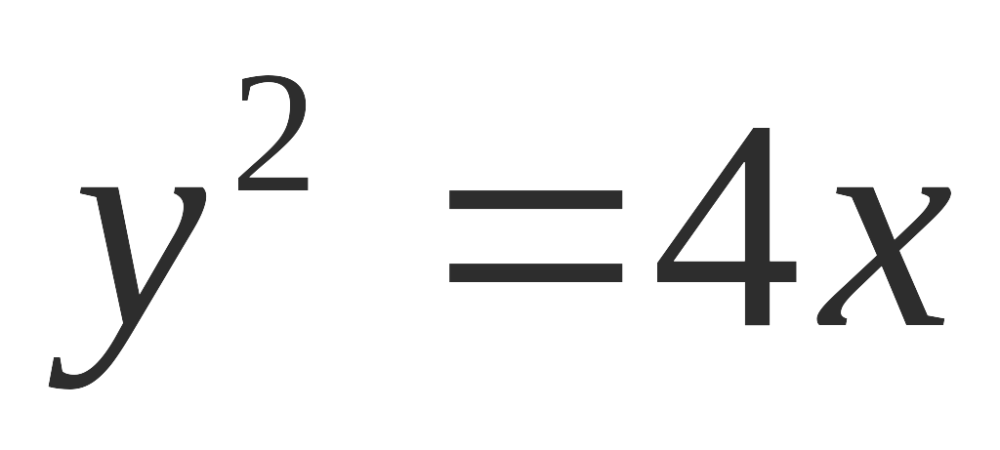 y² =4x